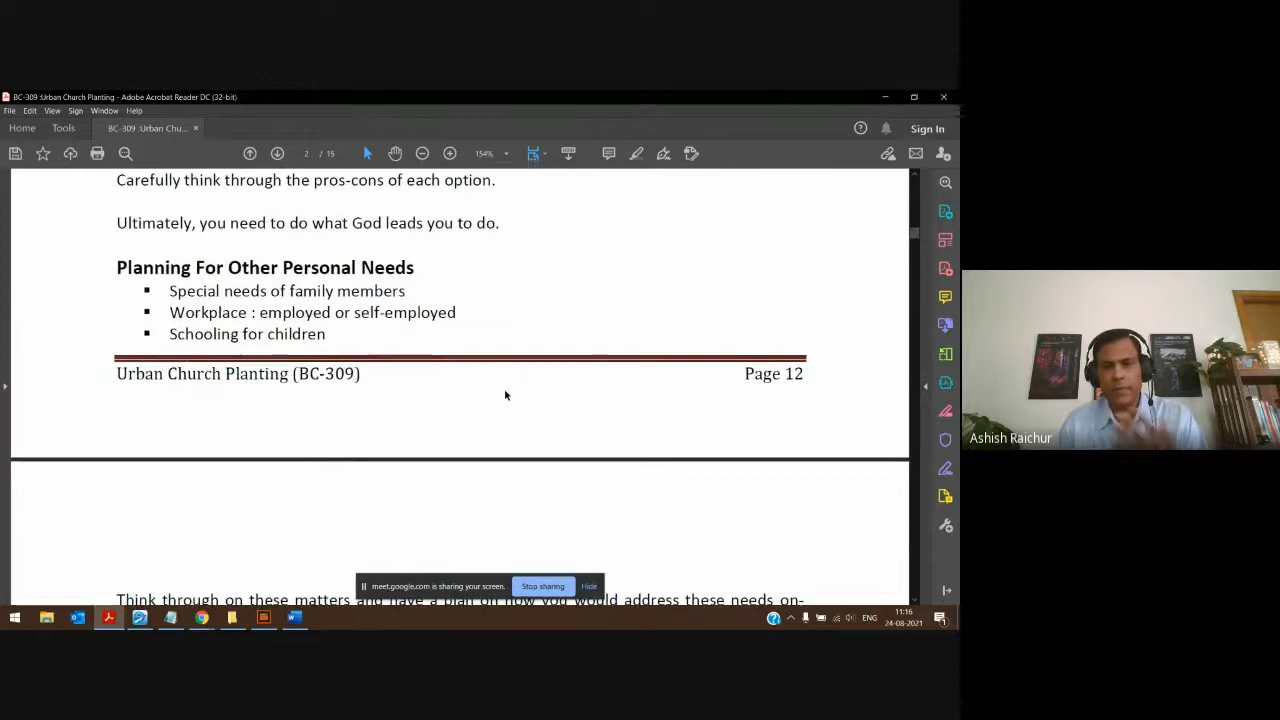 BC-309 :Urban Church Planting - Adobe Acrobat Reader DC (32-bit)
File Edit View Sign Window Help
Home Tools BC-309 :Urban Chu... × Sign In
2 / 15 154%
Carefully think through the pros-cons of each option.
Ultimately, you need to do what God leads you to do.
Planning For Other Personal Needs
▪ Special needs of family members
▪ Workplace : employed or self-employed
▪ Schooling for children
Urban Church Planting (BC-309) Page 12
Ashish Raichur
meet.google.com is sharing your screen. Stop sharing Hide
Think through on these matters and have a plan on how you would address these needs on-
ENG 11:16
24-08-2021